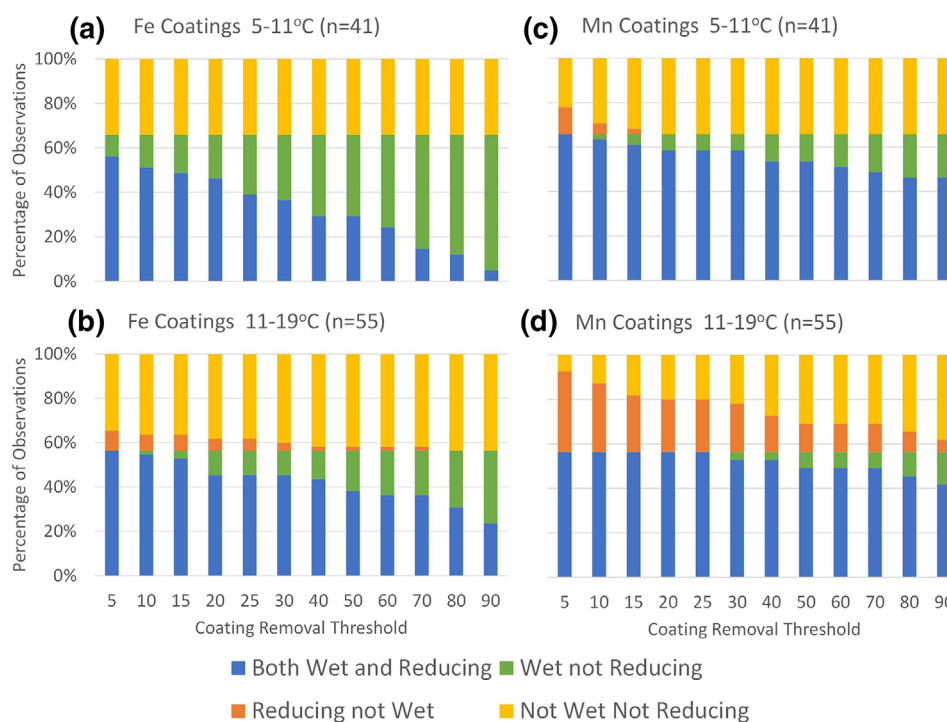 (a) Fe Coatings 5-11°C (n=41)
(c) Mn Coatings 5-11°C (n=41)
Percentage of Observations
100%
80%
60%
40%
20%
0%
(b) Fe Coatings 11-19°C (n=55)
(d) Mn Coatings 11-19°C (n=55)
Percentage of Observations
100%
80%
60%
40%
20%
0%
5 10 15 20 25 30 40 50 60 70 80 90
Coating Removal Threshold
5 10 15 20 25 30 40 50 60 70 80 90
Coating Removal Threshold
Both Wet and Reducing
Wet not Reducing
Reducing not Wet
Not Wet Not Reducing